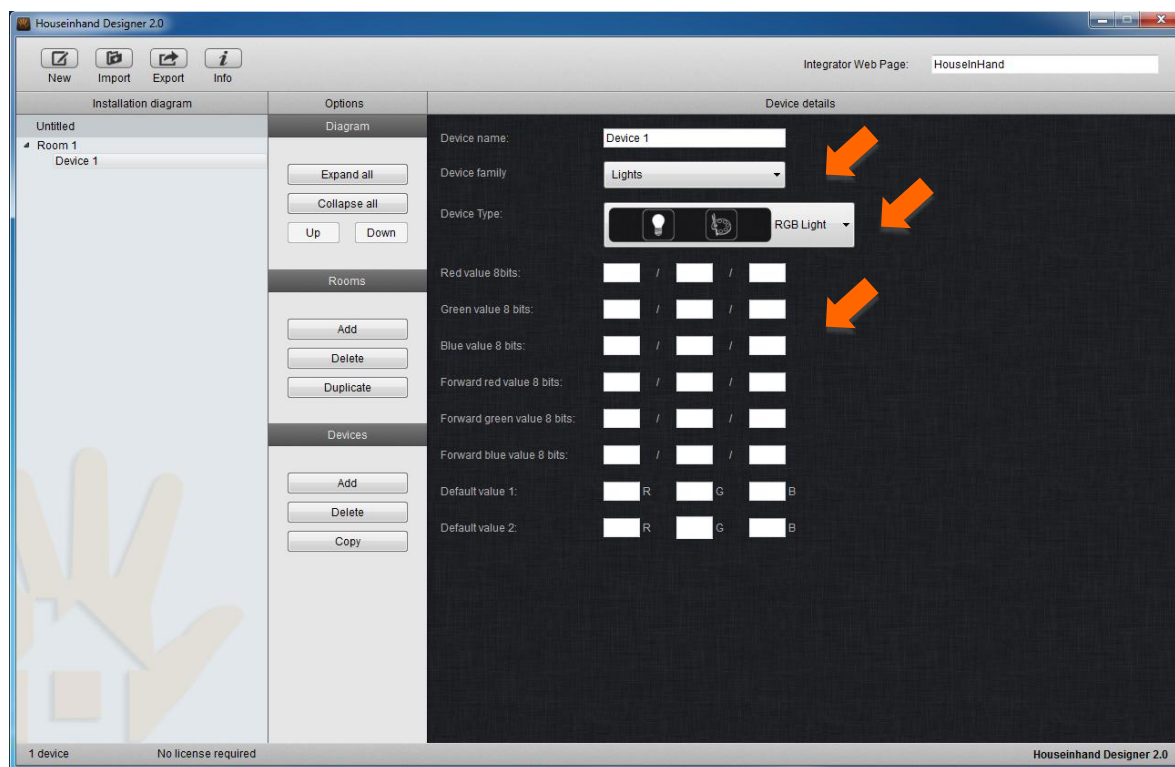 Houseinhand Designer 2.0
New Import Export Info
Integrator Web Page: HouseInHand
Installation diagram Options Device details
Untitled
Room 1
Device 1
Diagram
Expand all
Collapse all
Up Down
Rooms
Add
Delete
Duplicate
Devices
Add
Delete
Copy
Device name: Device 1
Device family Lights
Device Type: RGB Light
Red value 8bits: / /
Green value 8 bits: / /
Blue value 8 bits: / /
Forward red value 8 bits: / /
Forward green value 8 bits: / /
Forward blue value 8 bits: / /
Default value 1: R G B
Default value 2: R G B
1 device No license required Houseinhand Designer 2.0